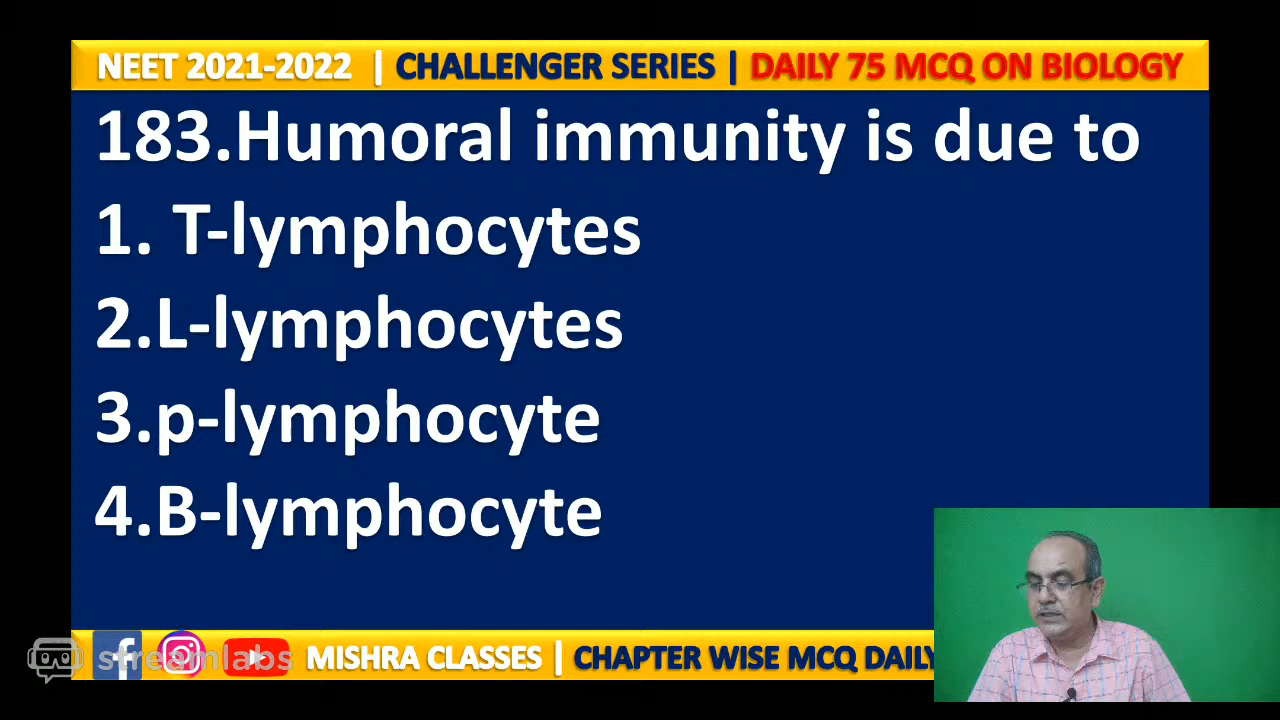 NEET 2021-2022 | CHALLENGER SERIES | DAILY 75 MCQ ON BIOLOGY
183.Humoral immunity is due to
1. T-lymphocytes
2.L-lymphocytes
3.p-lymphocyte
4.B-lymphocyte
streamlabs MISHRA CLASSES | CHAPTER WISE MCQ DAILY